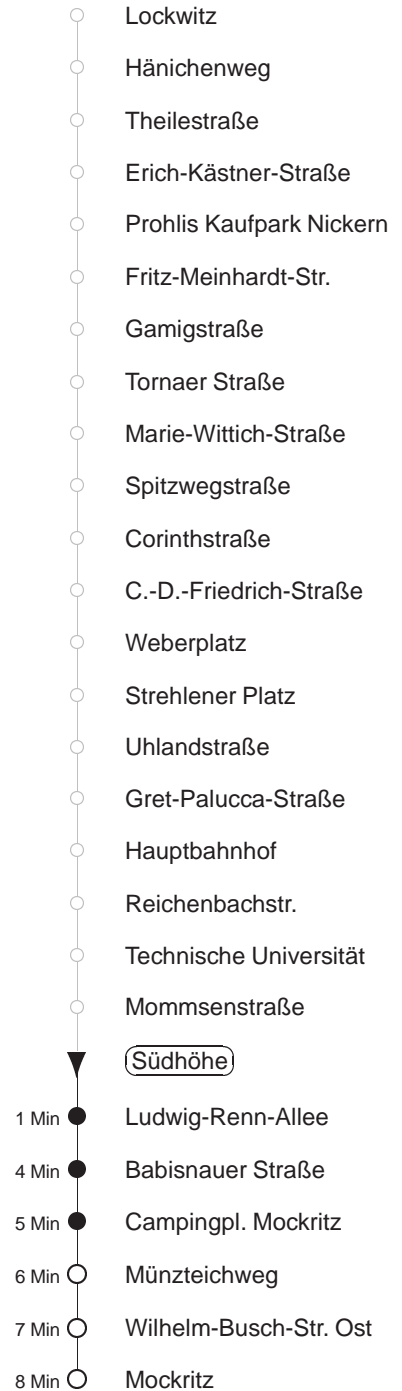 Lockwitz
Hänichenweg
Theilestraße
Erich-Kästner-Straße
Prohlis Kaufpark Nickern
Fritz-Meinhardt-Str.
Gamigstraße
Tornaer Straße
Marie-Wittich-Straße
Spitzwegstraße
Corinthstraße
C.-D.-Friedrich-Straße
Weberplatz
Strehlener Platz
Uhlandstraße
Gret-Palucca-Straße
Hauptbahnhof
Reichenbachstr.
Technische Universität
Mommsenstraße
Südhöhe
1 Min Ludwig-Renn-Allee
4 Min Babisnauer Straße
5 Min Campingpl. Mockritz
6 Min Münzteichweg
7 Min Wilhelm-Busch-Str. Ost
8 Min Mockritz